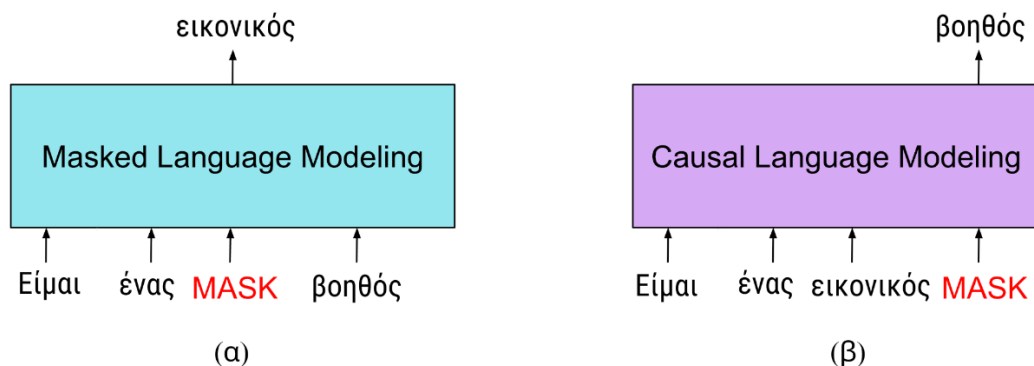 εικονικός
Masked Language Modeling
Είμαι ένας MASK βοηθός
(α)
βοηθός
Causal Language Modeling
Είμαι ένας εικονικός MASK
(β)